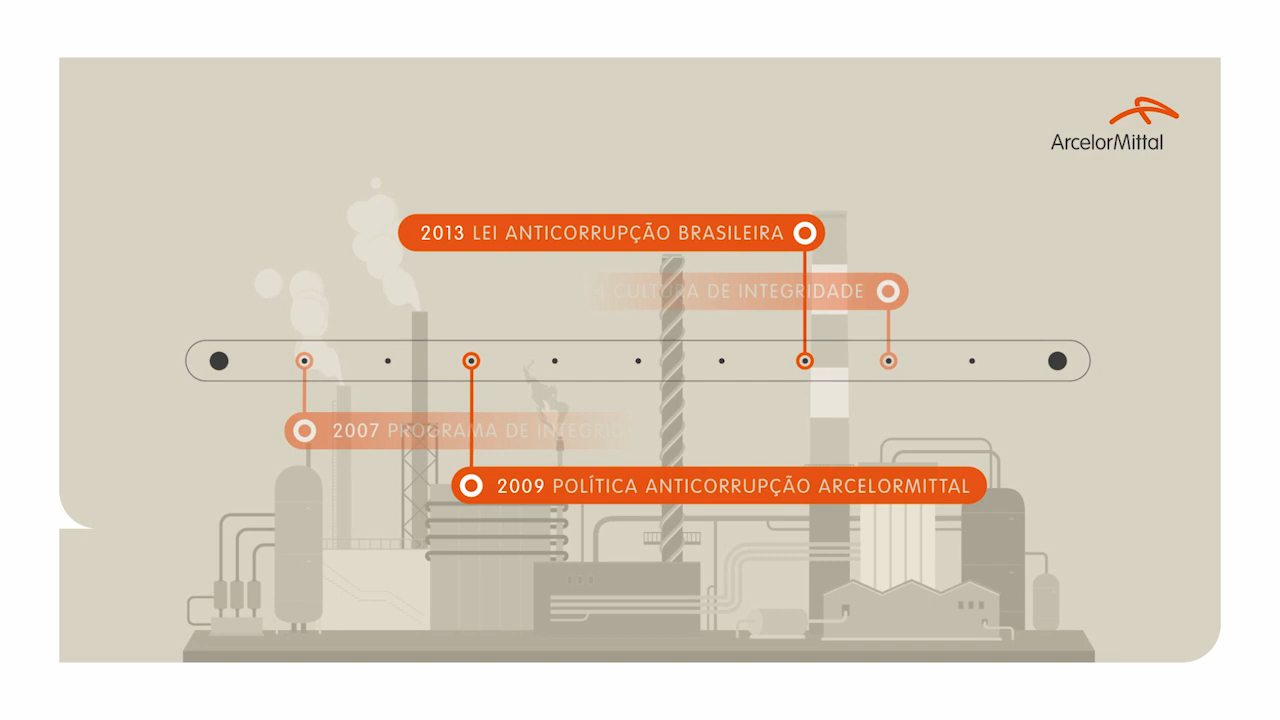 ArcelorMittal
2013 LEI ANTICORRUPÇÃO BRASILEIRA
CULTURA DE INTEGRIDADE
2007 PROGRAMA DE
2009 POLÍTICA ANTICORRUPÇÃO ARCELORMITTAL